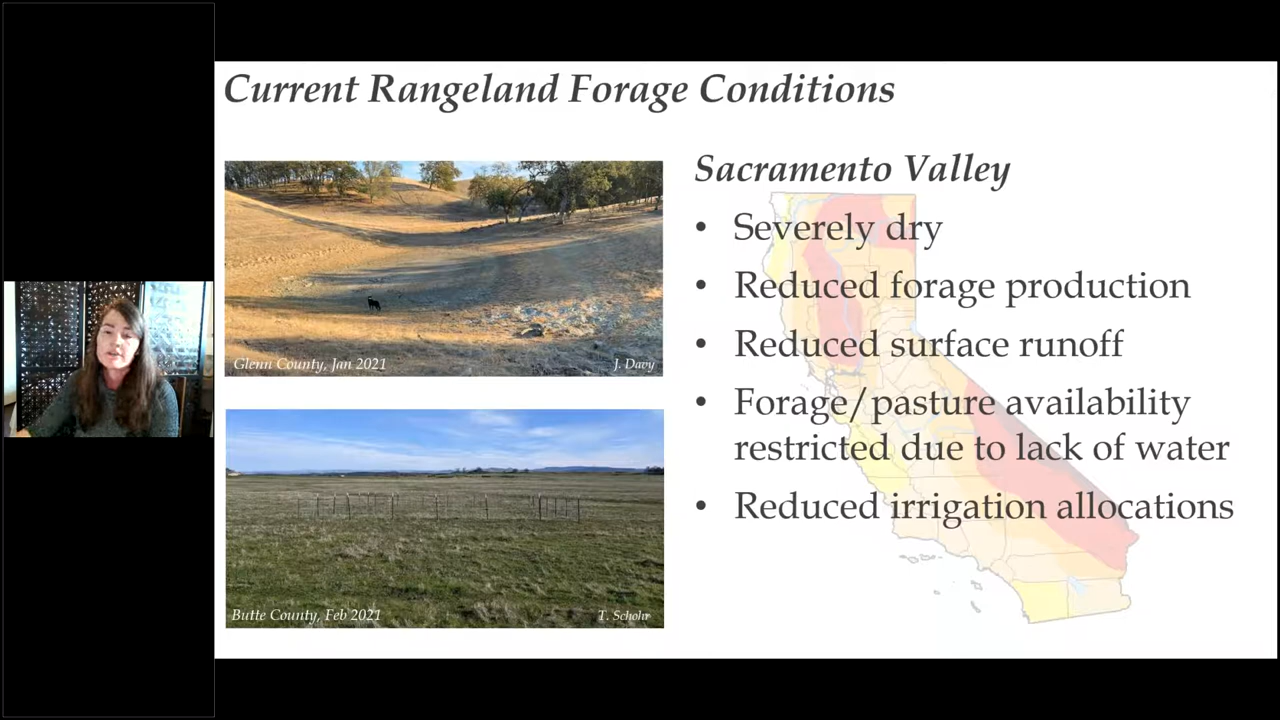 Current Rangeland Forage Conditions
Sacramento Valley
• Severely dry
• Reduced forage production
• Reduced surface runoff
• Forage/pasture availability
restricted due to lack of water
• Reduced irrigation allocations
Glenn County, Jan 2021
J. Davy
Butte County, Feb 2021
T. Schohr